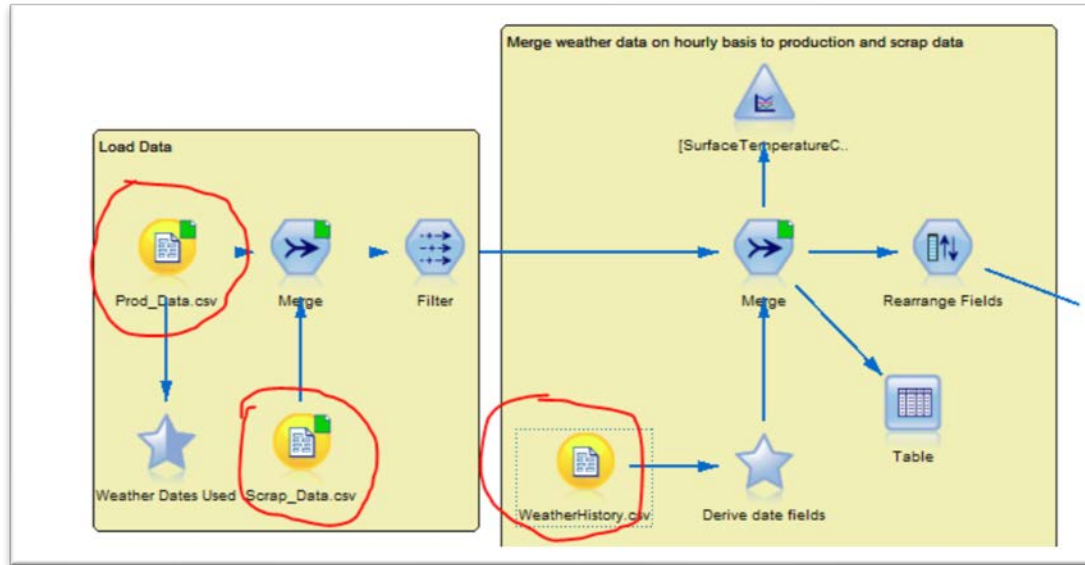 Merge weather data on hourly basis to production and scrap data
[SurfaceTemperatureC..
Load Data
Prod_Data.csv
Merge
Filter
Merge
Rearrange Fields
Weather Dates Used
Scrap_Data.csv
WeatherHistory.csv
Derive date fields
Table